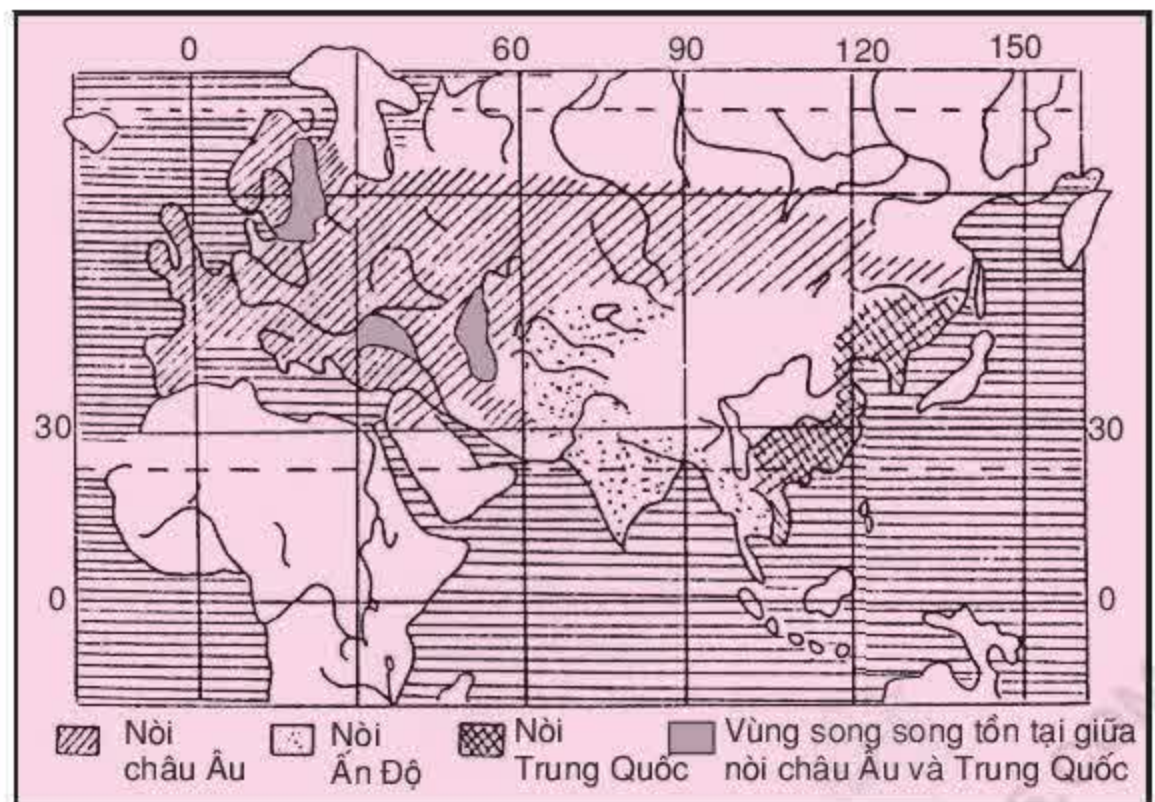 0 60 90 120 150
30 30
0 0
Nòi châu Âu
Nòi Ấn Độ
Nòi Trung Quốc
Vùng song song tồn tại giữa nòi châu Âu và Trung Quốc